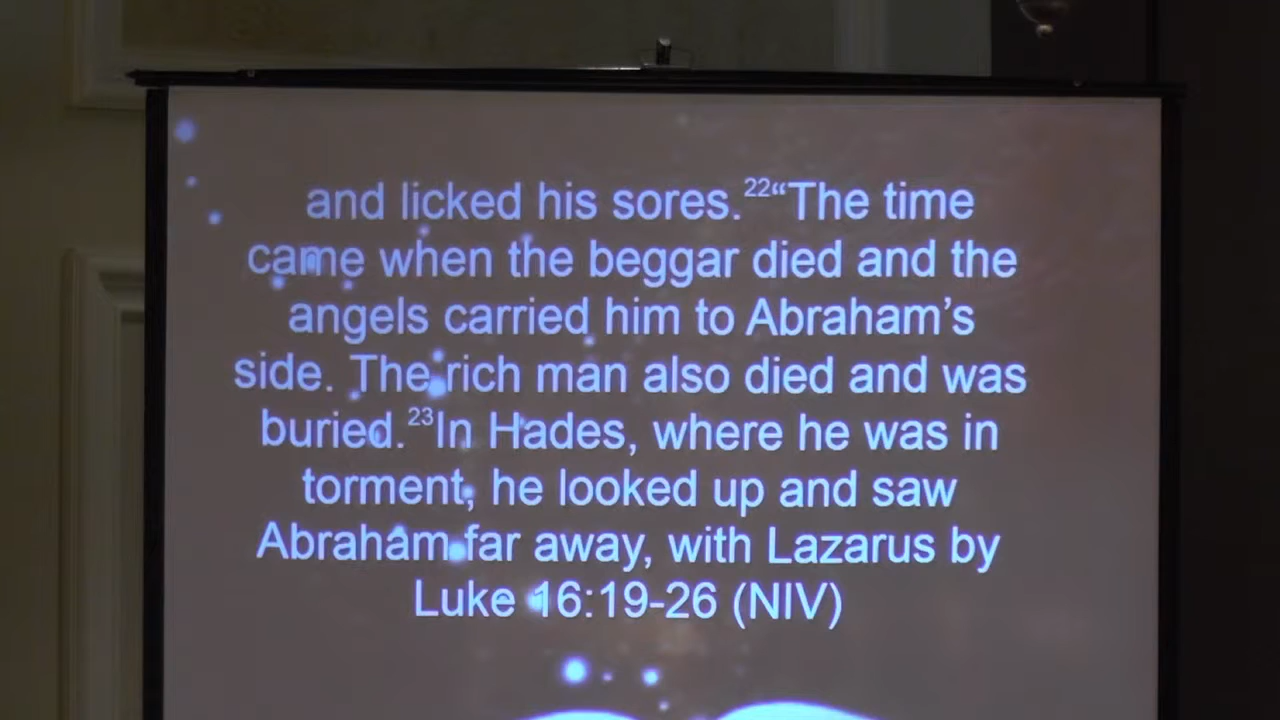 and licked his sores. 22“The time
came when the beggar died and the
angels carried him to Abraham’s
side. The rich man also died and was
buried. 23In Hades, where he was in
torment, he looked up and saw
Abraham far away, with Lazarus by
Luke 16:19-26 (NIV)